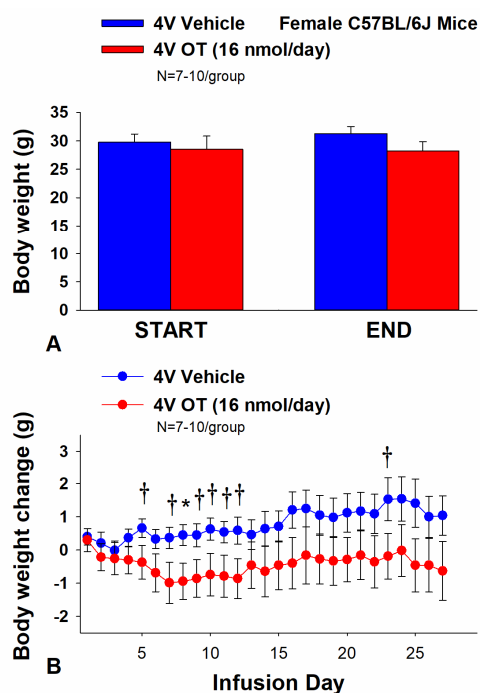 4V Vehicle Female C57BL/6J Mice
4V OT (16 nmol/day)
N=7-10/group
Body weight (g)
35
30
25
20
15
10
5
0
START END
A
4V Vehicle
4V OT (16 nmol/day)
N=7-10/group
Body weight change (g)
3
2
1
0
-1
-2
† † * † † † † †
5 10 15 20 25
Infusion Day
B